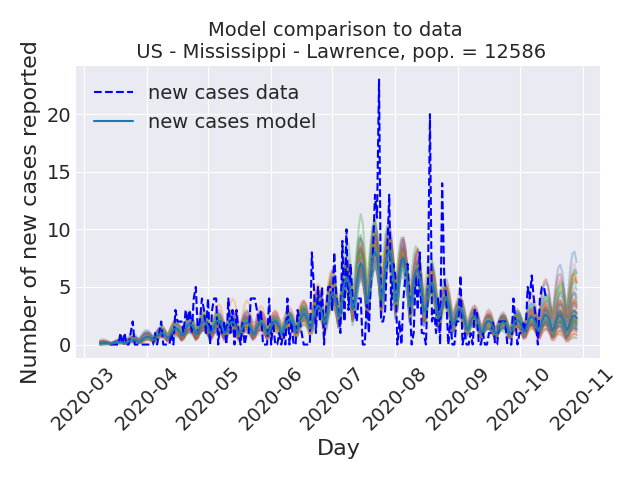 Model comparison to data
US - Mississippi - Lawrence, pop. = 12586
Number of new cases reported
20
15
10
5
0
new cases data
new cases model
2020-03
2020-04
2020-05
2020-06
2020-07
2020-08
2020-09
2020-10
2020-11
Day